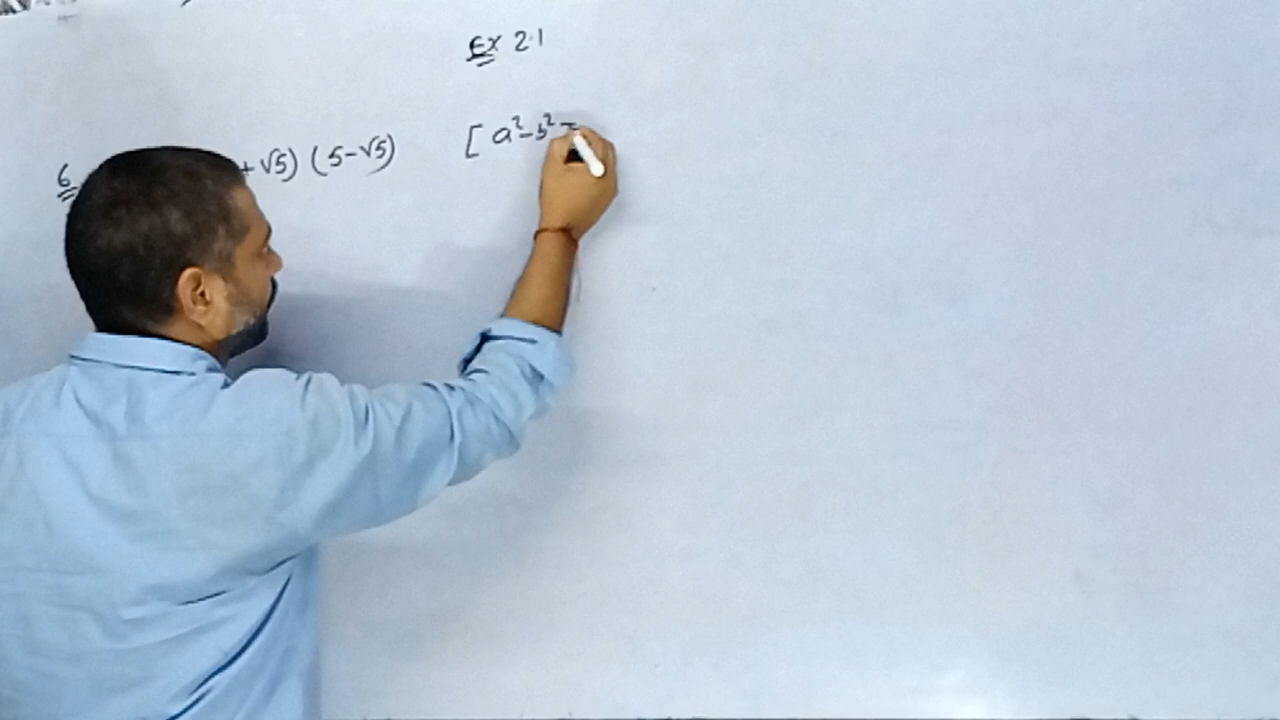 Ex 2.1
6 + √5) (5-√5) [ a²-b² =